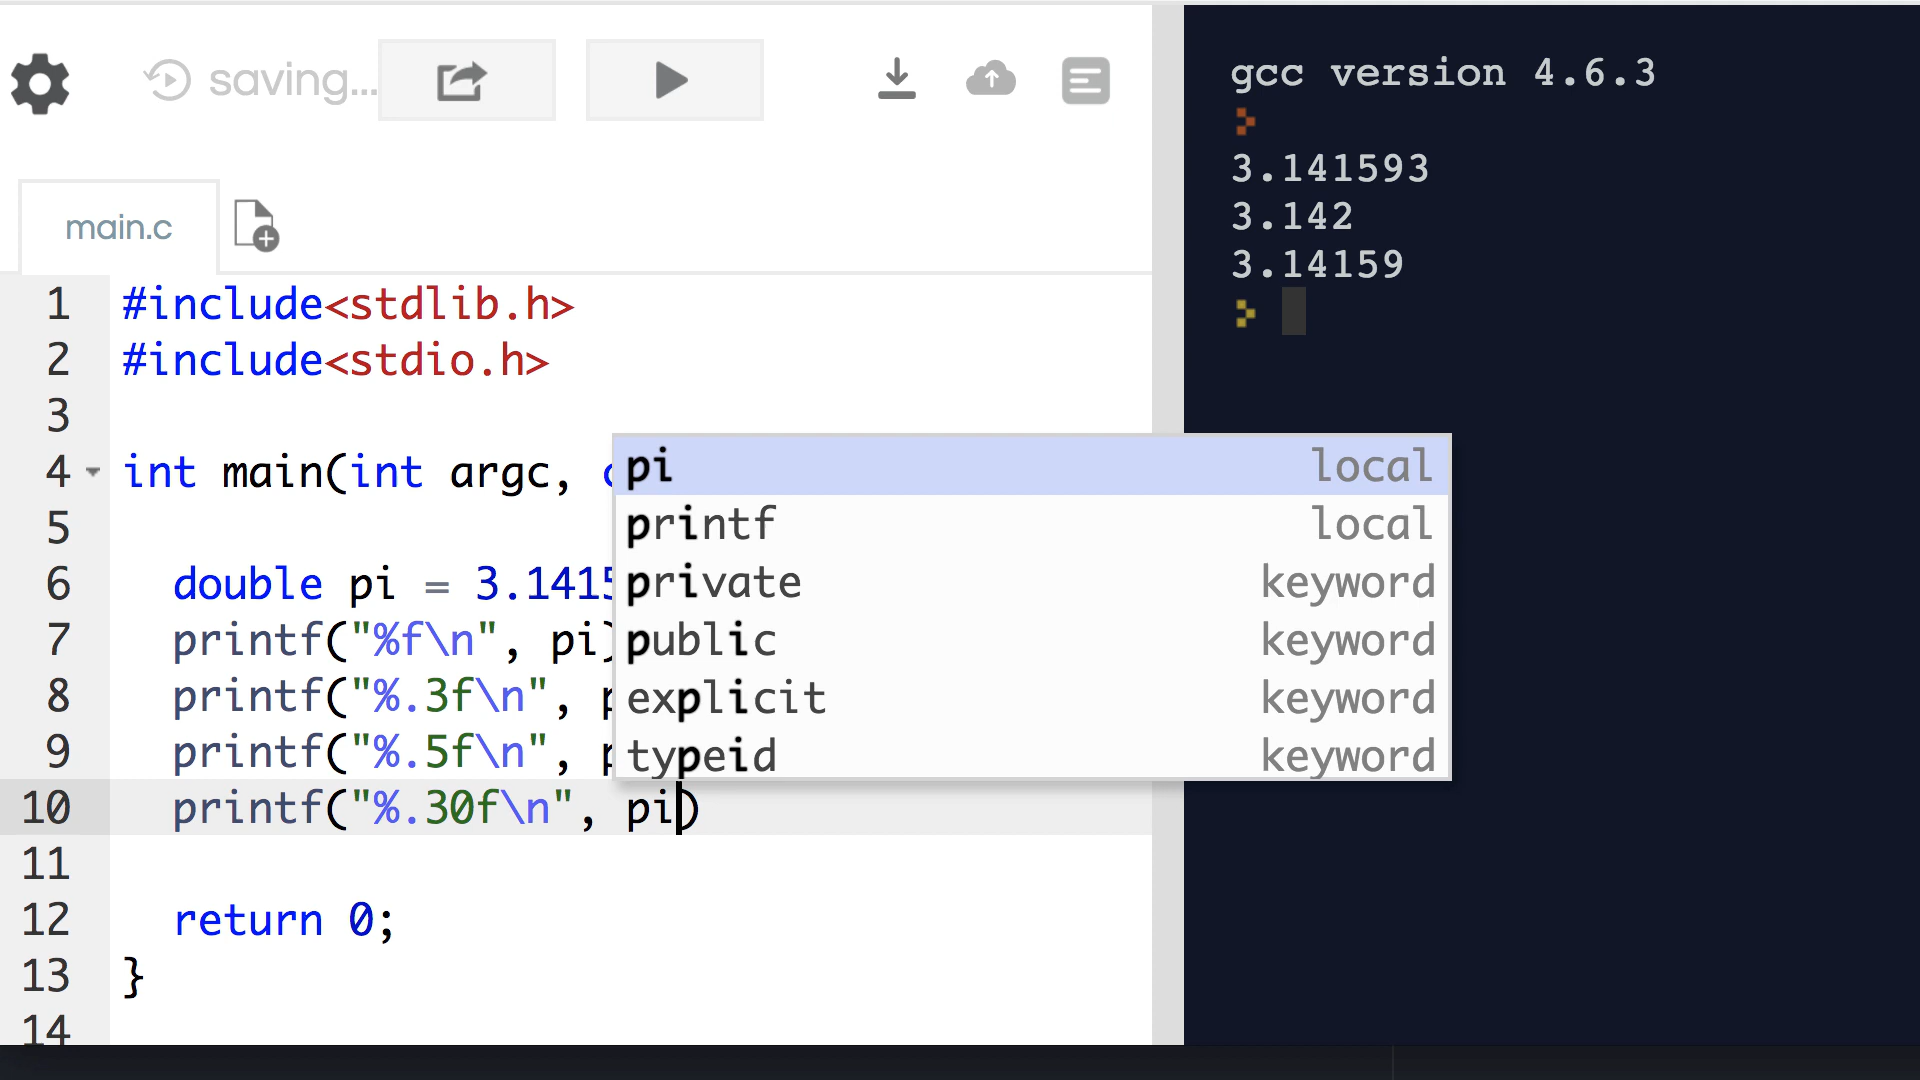 saving...
main.c
1 #include<stdlib.h>
2 #include<stdio.h>
3
4 int main(int argc, c
5
6 double pi = 3.1415
7 printf("%f\n", pi)
8 printf("%.3f\n", p
9 printf("%.5f\n", p
10 printf("%.30f\n", pi)
11
12 return 0;
13 }
14
pi local
printf local
private keyword
public keyword
explicit keyword
typeid keyword
gcc version 4.6.3
3.141593
3.142
3.14159